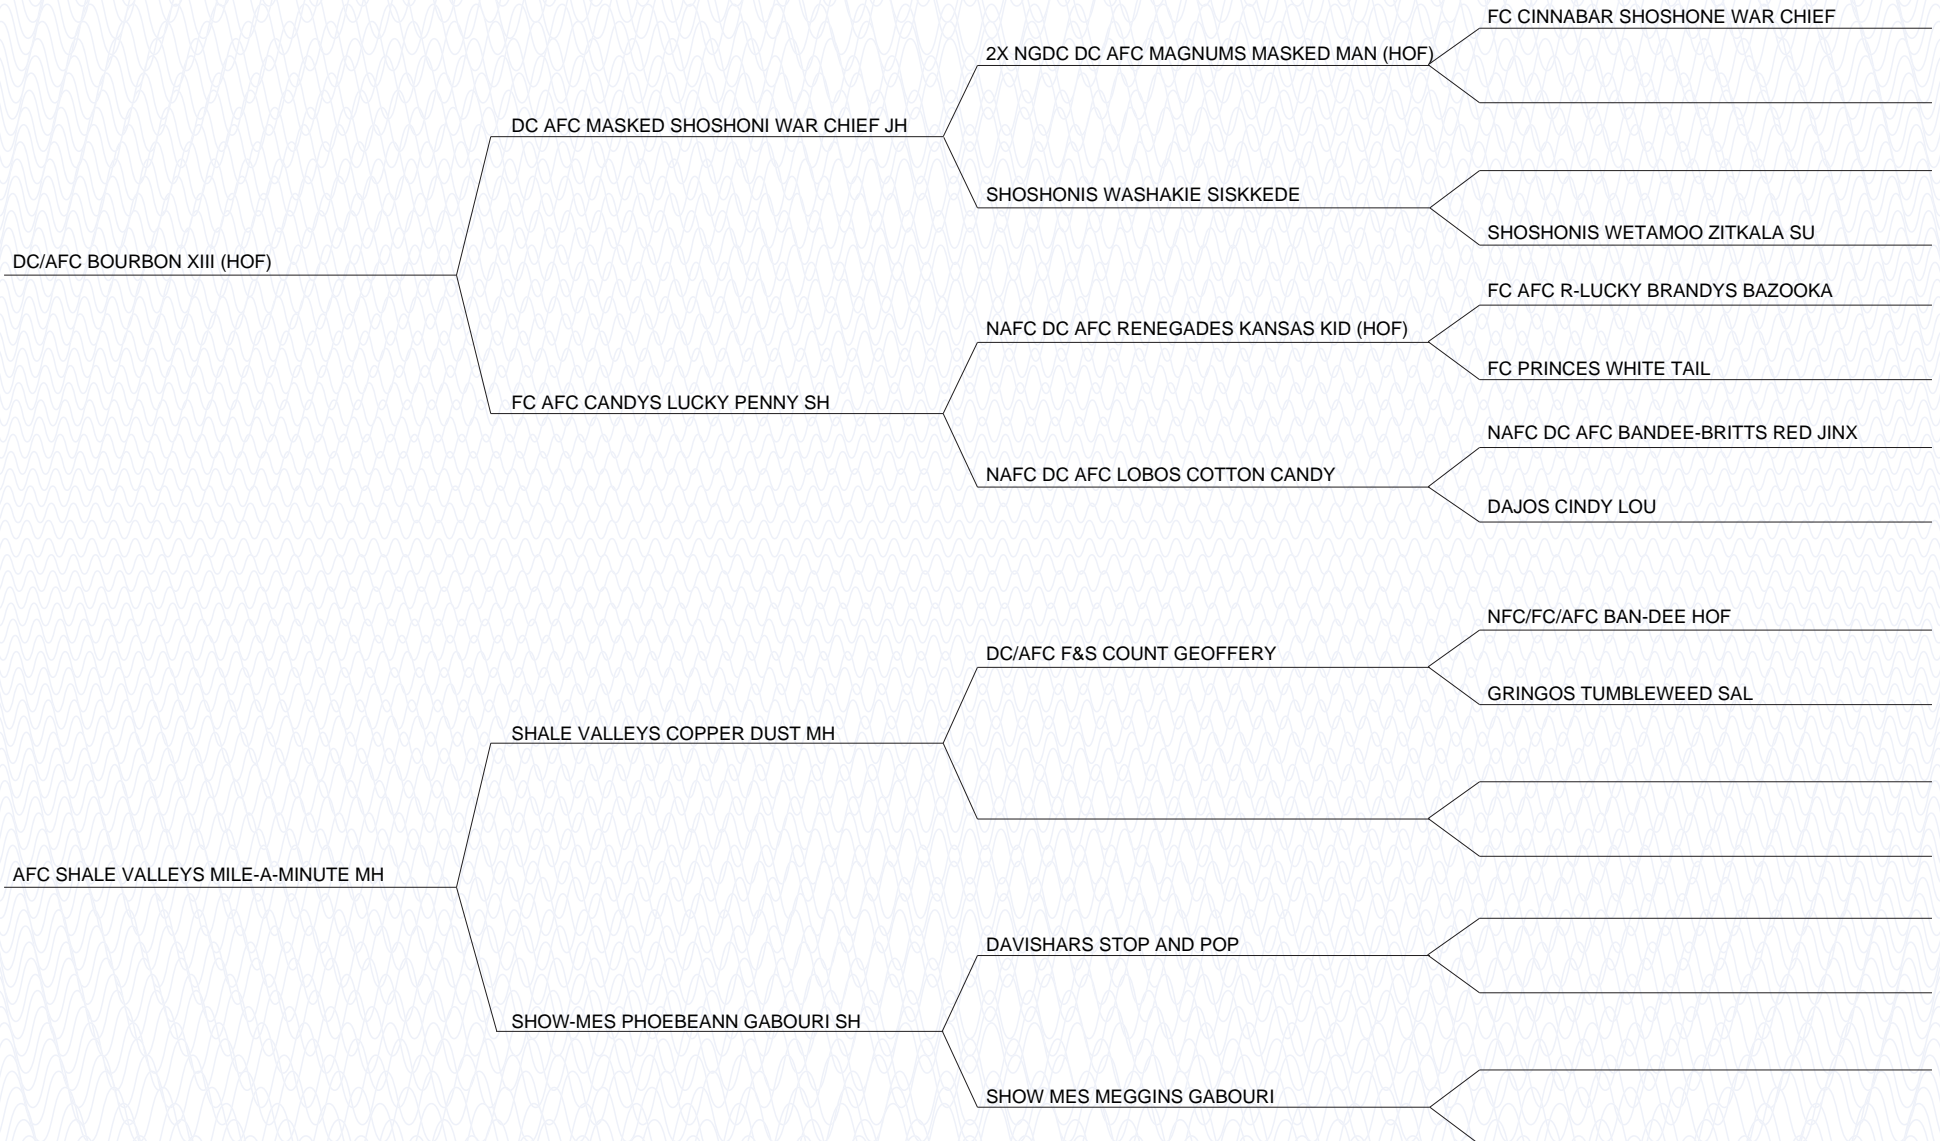 FC CINNABAR SHOSHONE WAR CHIEF
2X NGDC DC AFC MAGNUMS MASKED MAN (HOF)
DC AFC MASKED SHOSHONI WAR CHIEF JH
SHOSHONIS WASHAKIE SISKKEDE
SHOSHONIS WETAMOO ZITKALA SU
DC/AFC BOURBON XIII (HOF)
FC AFC R-LUCKY BRANDYS BAZOOKA
NAFC DC AFC RENEGADES KANSAS KID (HOF)
FC PRINCES WHITE TAIL
FC AFC CANDYS LUCKY PENNY SH
NAFC DC AFC BANDEE-BRITTS RED JINX
NAFC DC AFC LOBOS COTTON CANDY
DAJOS CINDY LOU
NFC/FC/AFC BAN-DEE HOF
DC/AFC F&S COUNT GEOFFERY
GRINGOS TUMBLEWEED SAL
SHALE VALLEYS COPPER DUST MH
AFC SHALE VALLEYS MILE-A-MINUTE MH
DAVISHARS STOP AND POP
SHOW-MES PHOEBEANN GABOURI SH
SHOW MES MEGGINS GABOURI